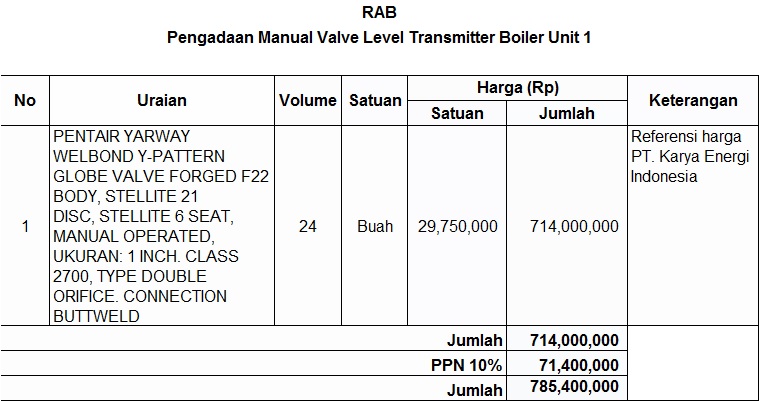 RAB
Pengadaan Manual Valve Level Transmitter Boiler Unit 1
No Uraian Volume Satuan Harga (Rp) Keterangan
Satuan Jumlah
1
PENTAIR YARWAY
WELBOND Y-PATTERN
GLOBE VALVE FORGED F22
BODY, STELLITE 21
DISC, STELLITE 6 SEAT,
MANUAL OPERATED,
UKURAN: 1 INCH. CLASS
2700, TYPE DOUBLE
ORIFICE. CONNECTION
BUTTWELD
24 Buah 29,750,000 714,000,000
Referensi harga
PT. Karya Energi
Indonesia
Jumlah 714,000,000
PPN 10% 71,400,000
Jumlah 785,400,000